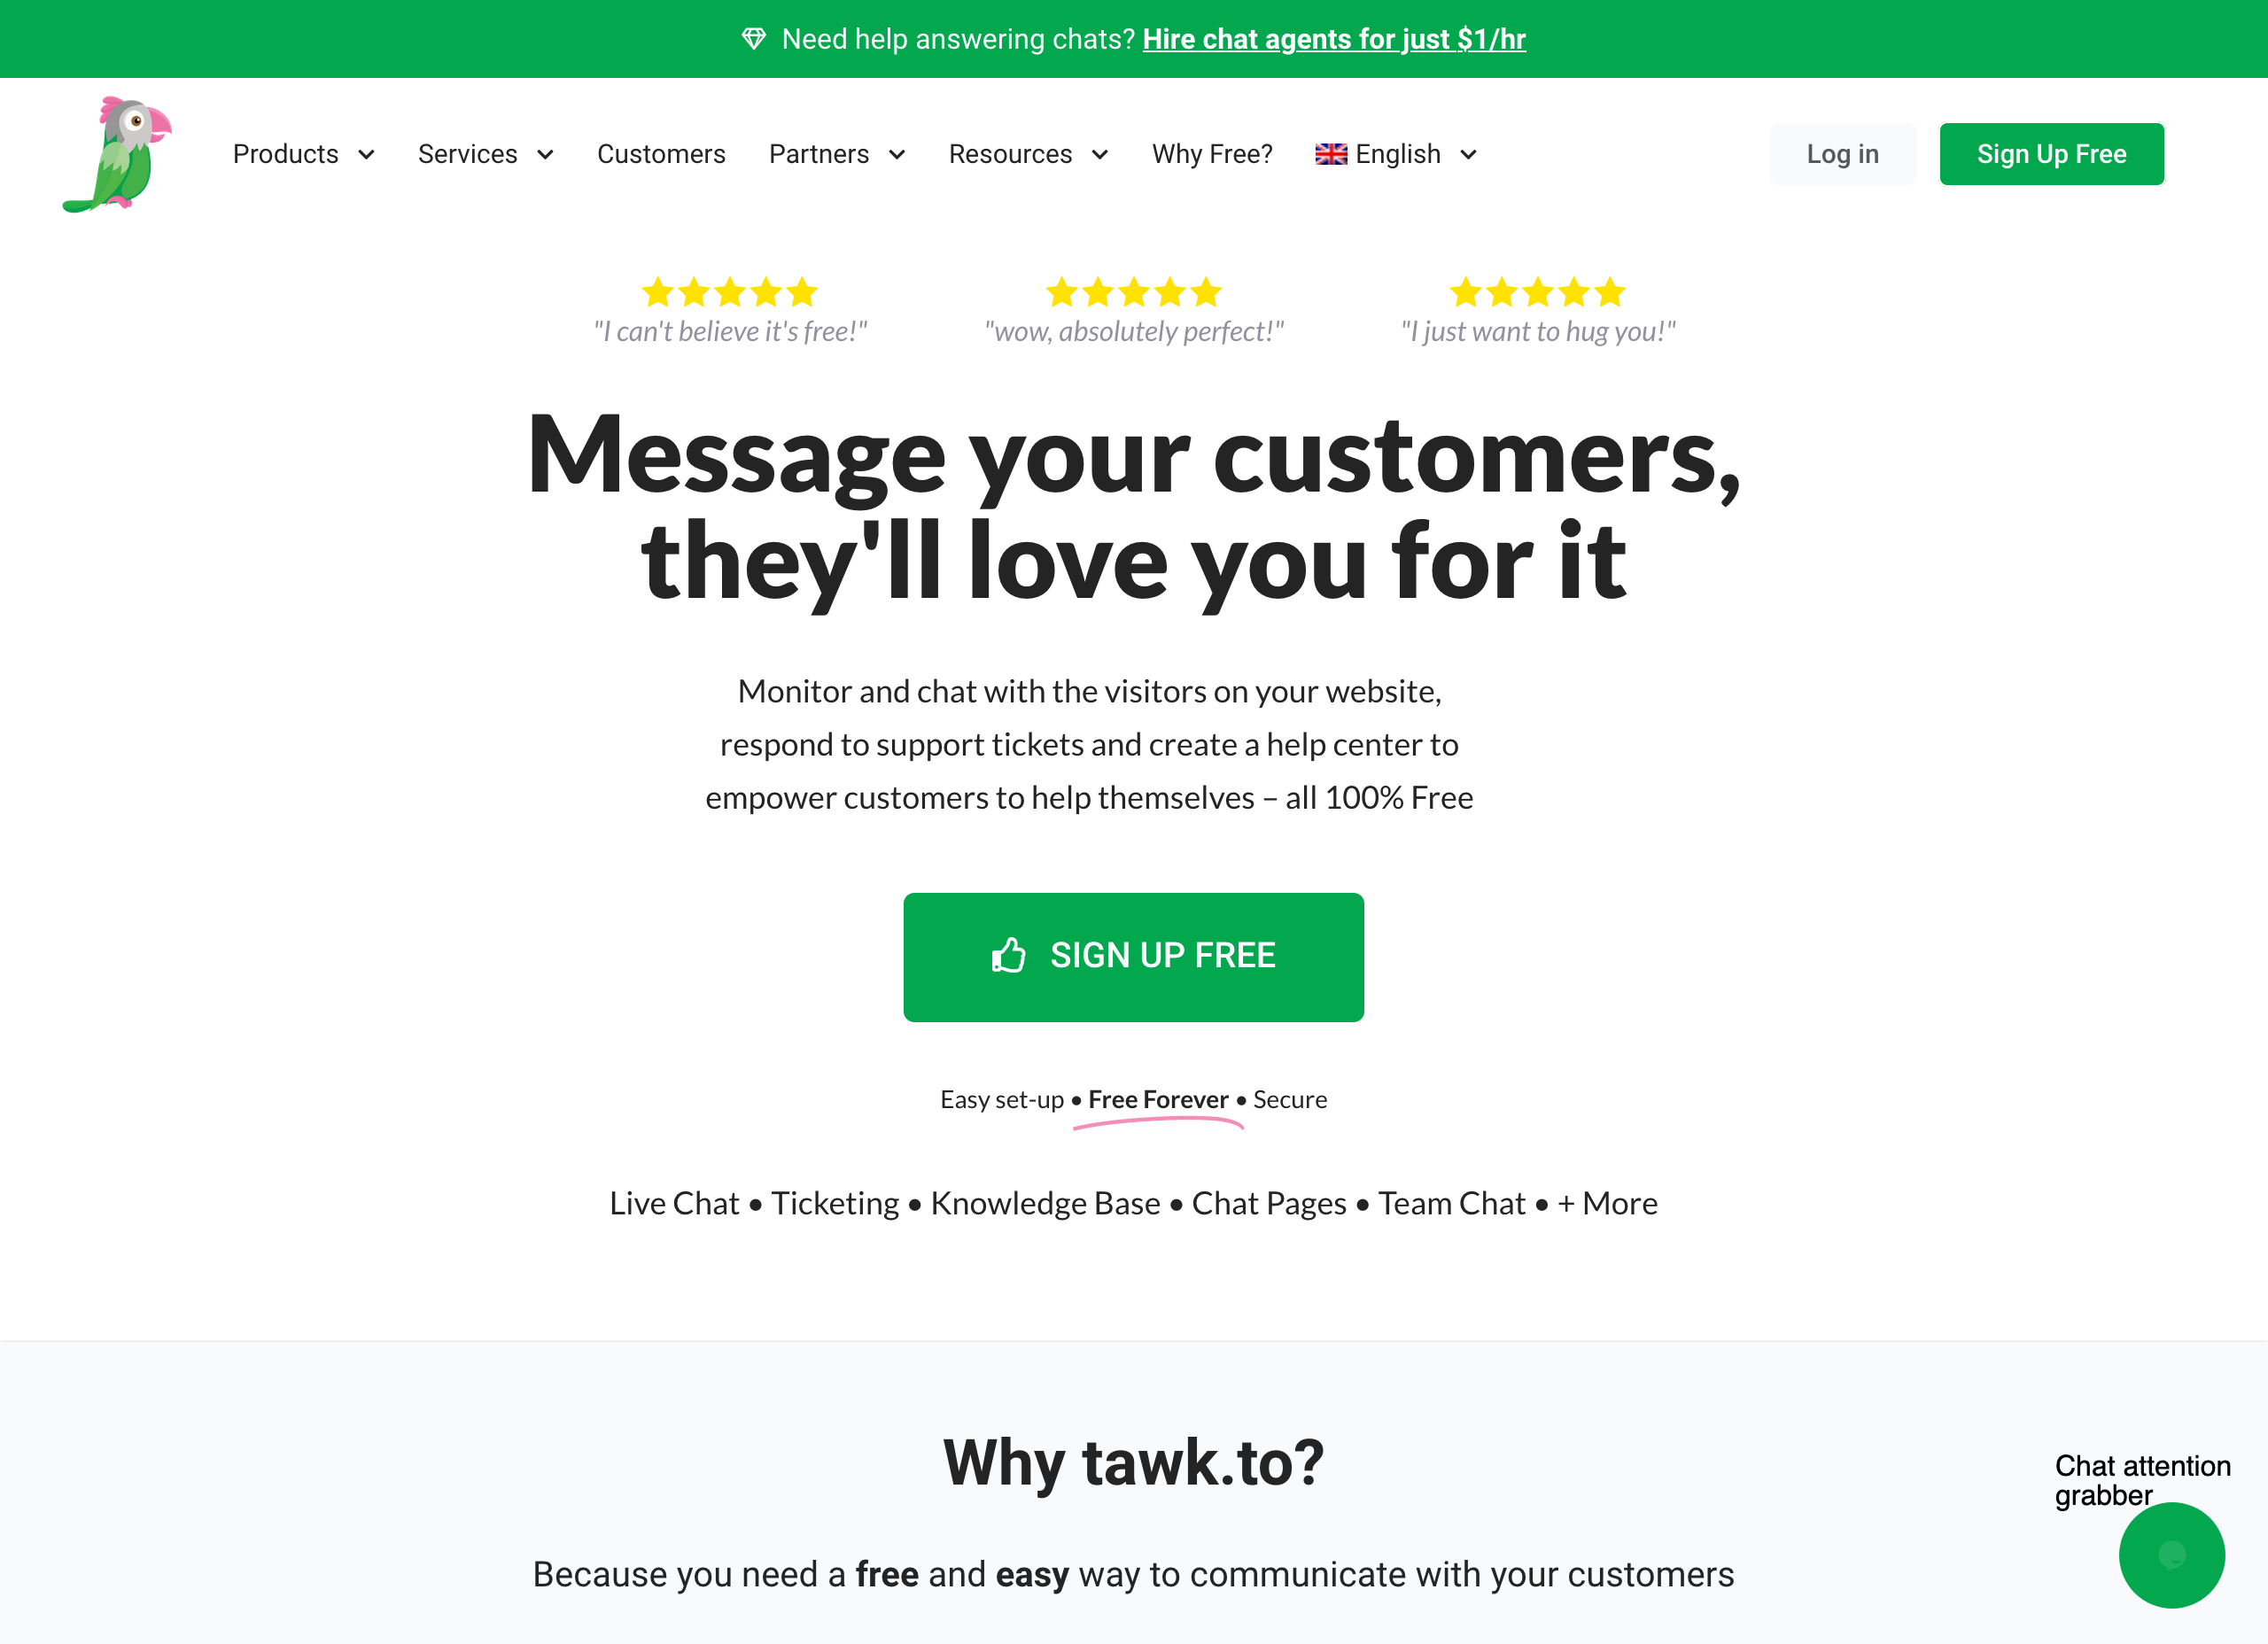 Need help answering chats? Hire chat agents for just $1/hr
Products Services Customers Partners Resources Why Free? English Log in Sign Up Free
"I can't believe it's free!" "wow, absolutely perfect!" "I just want to hug you!"
Message your customers,
they'll love you for it
Monitor and chat with the visitors on your website,
respond to support tickets and create a help center to
empower customers to help themselves – all 100% Free
SIGN UP FREE
Easy set-up • Free Forever • Secure
Live Chat • Ticketing • Knowledge Base • Chat Pages • Team Chat • + More
Why tawk.to?
Chat attention
grabber
Because you need a free and easy way to communicate with your customers